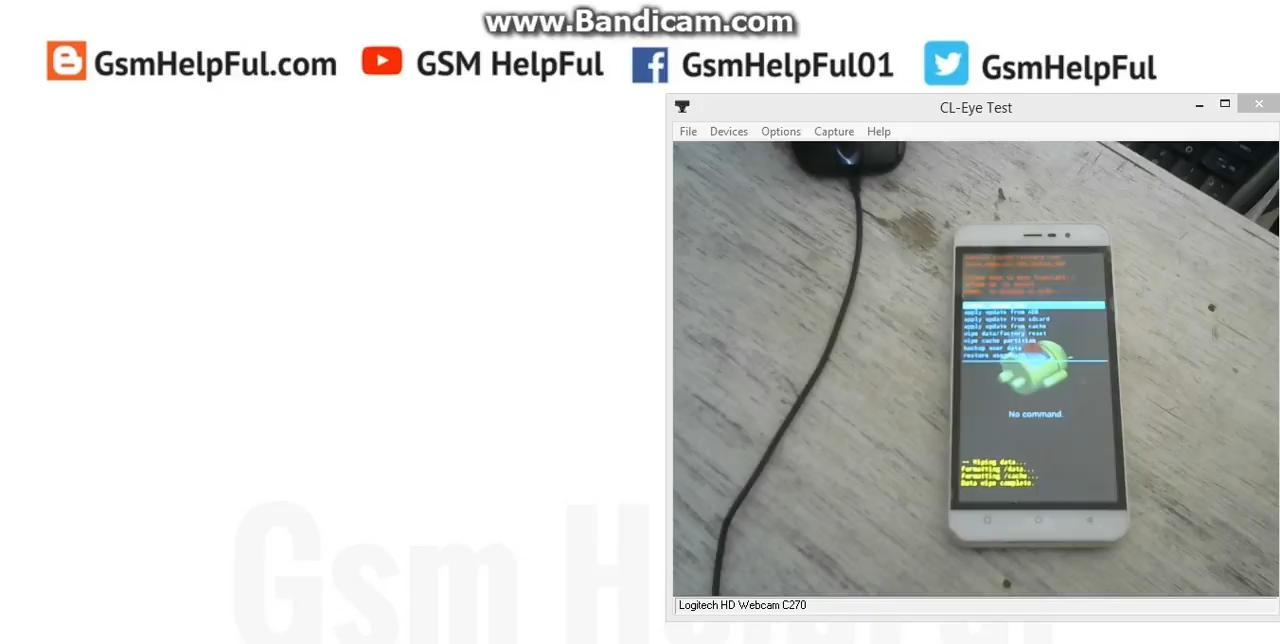 www.Bandicam.com
GsmHelpFul.com
GSM HelpFul
GsmHelpFul01
GsmHelpFul
CL-Eye Test
File Devices Options Capture Help
apply update from ADB
apply update from sdcard
apply update from cache
wipe data/factory reset
wipe cache partition
backup user data
No command.
-- Wiping data...
Formatting /data...
Formatting /cache...
Data wipe complete.
Logitech HD Webcam C270
Gsm